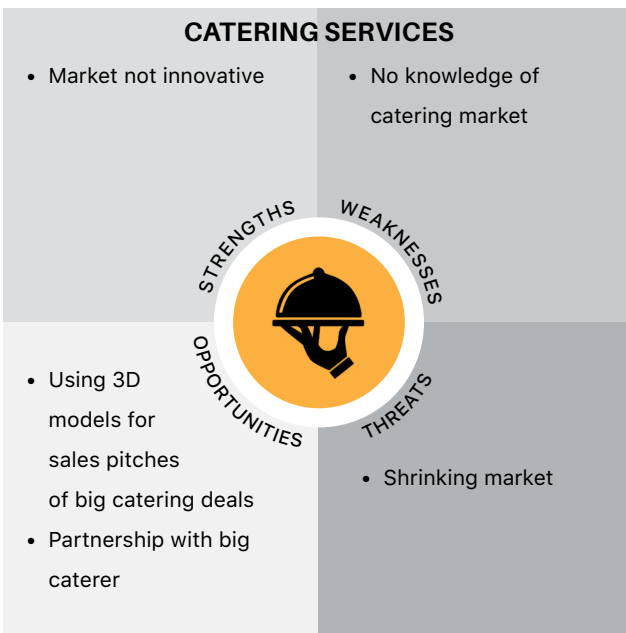 CATERING SERVICES
• Market not innovative
• No knowledge of
catering market
STRENGTHS
WEAKNESSES
OPPORTUNITIES
THREATS
• Using 3D
models for
sales pitches
of big catering deals
• Partnership with big
caterer
• Shrinking market